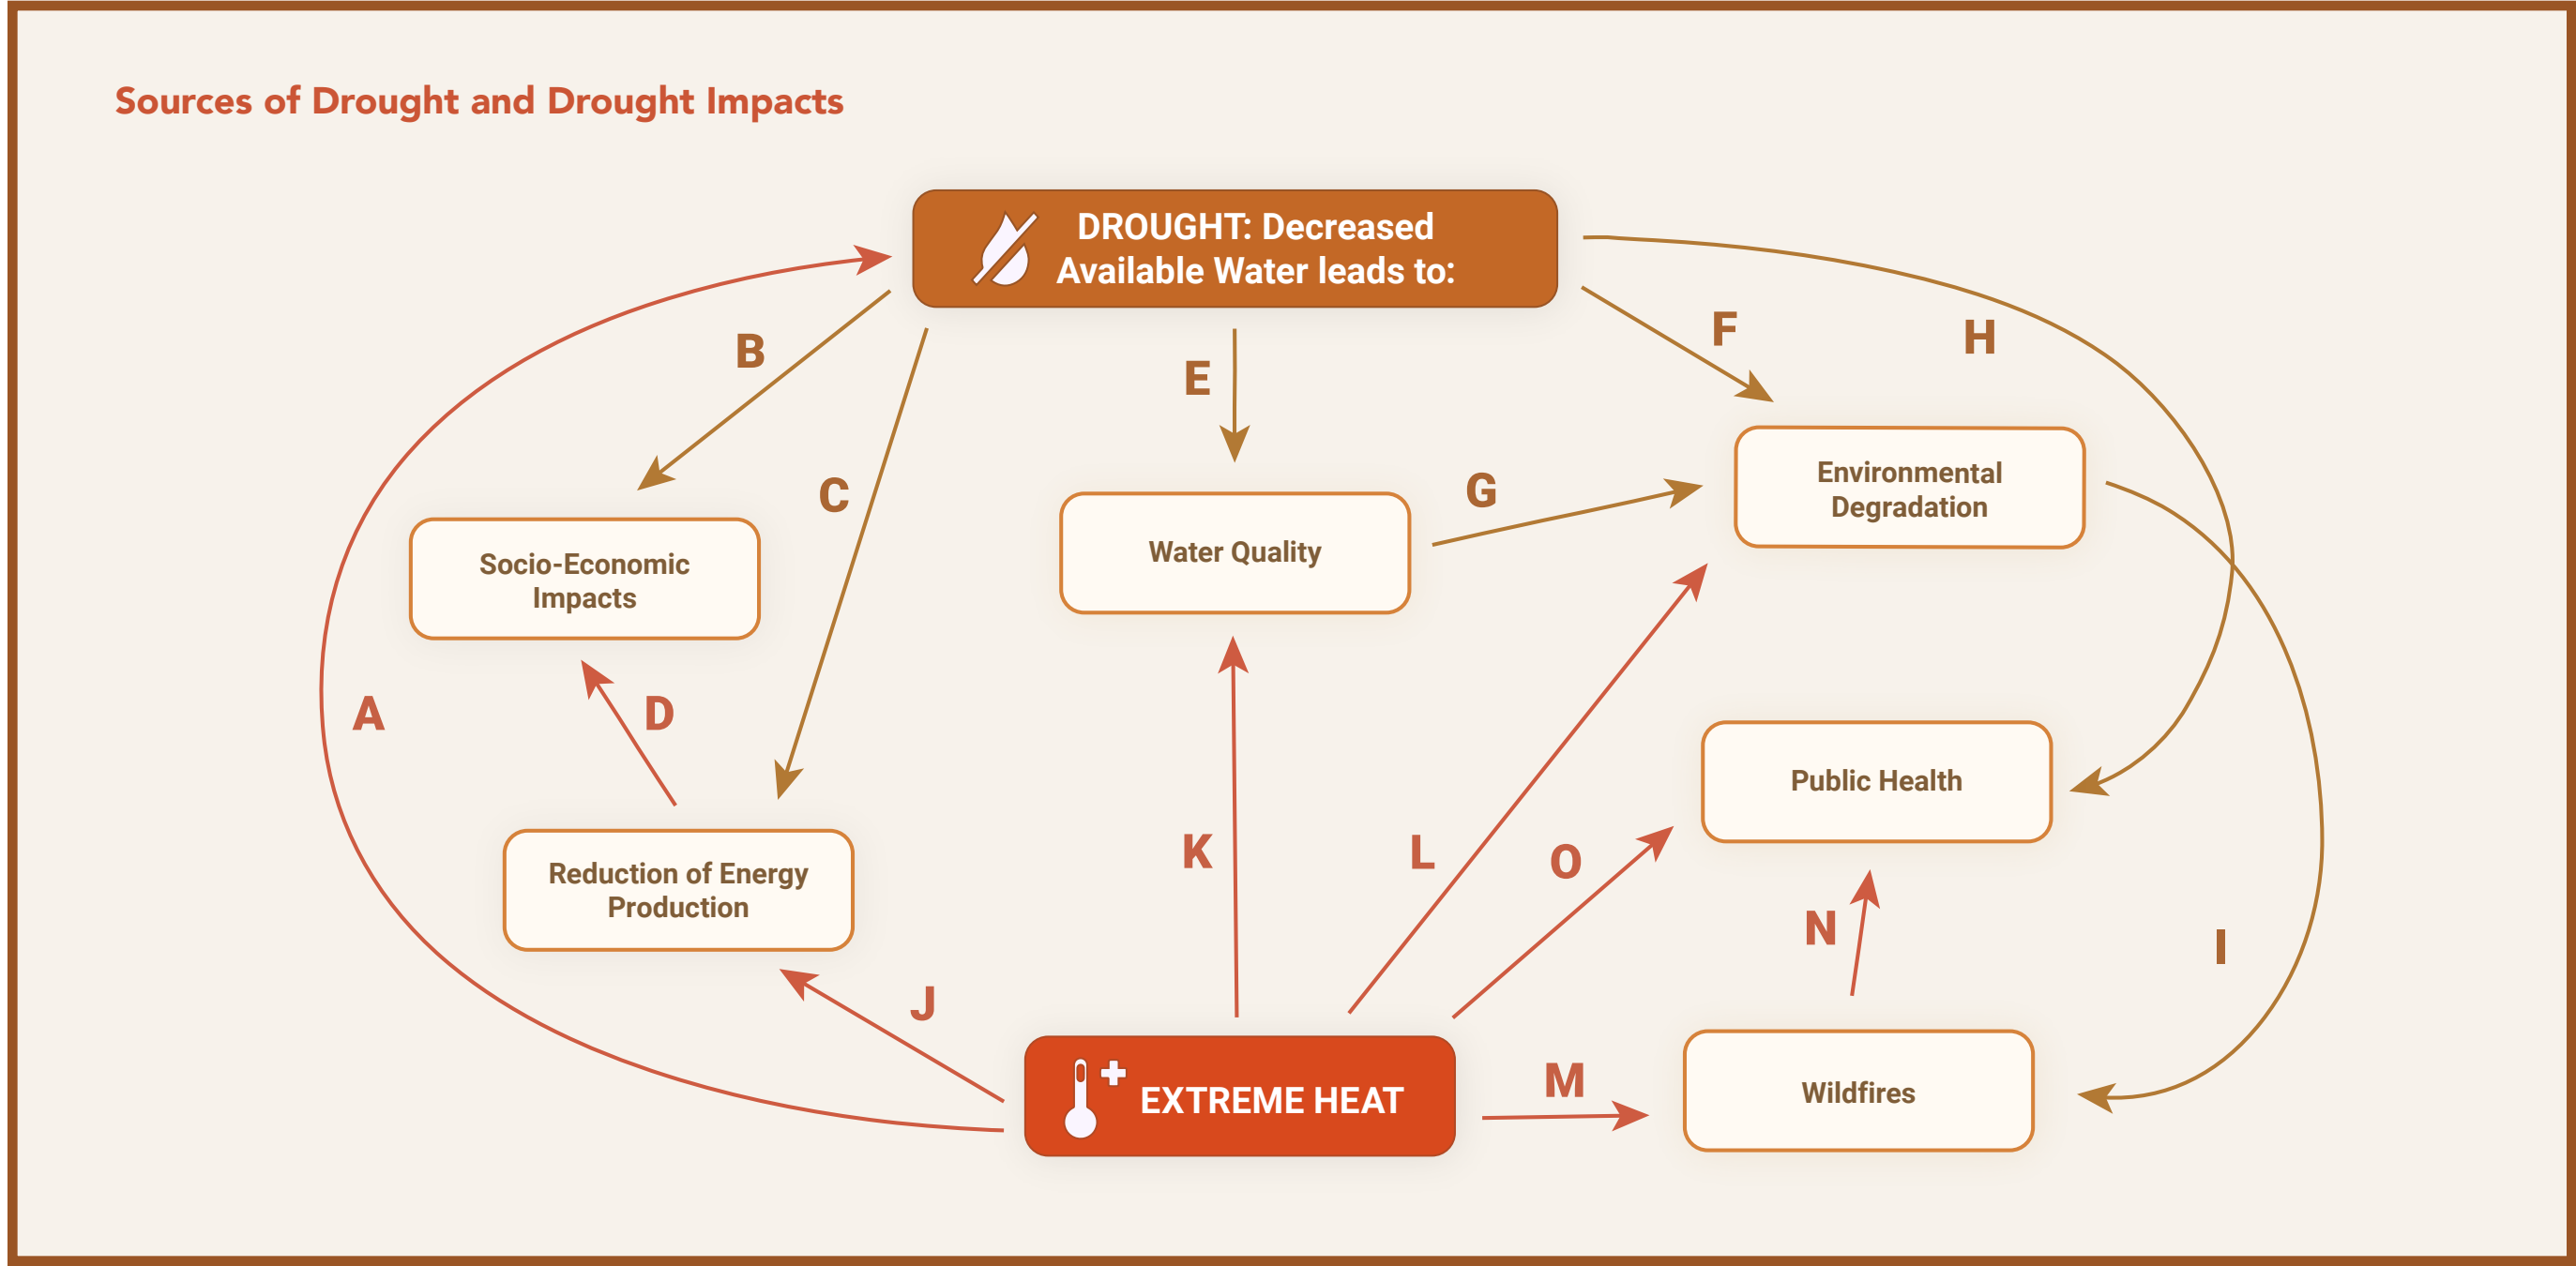 Sources of Drought and Drought Impacts
DROUGHT: Decreased
Available Water leads to:
B
F
H
E
C
G
Environmental
Degradation
Water Quality
Socio-Economic
Impacts
A
D
Public Health
K
L
O
Reduction of Energy
Production
N
I
J
M
EXTREME HEAT
Wildfires